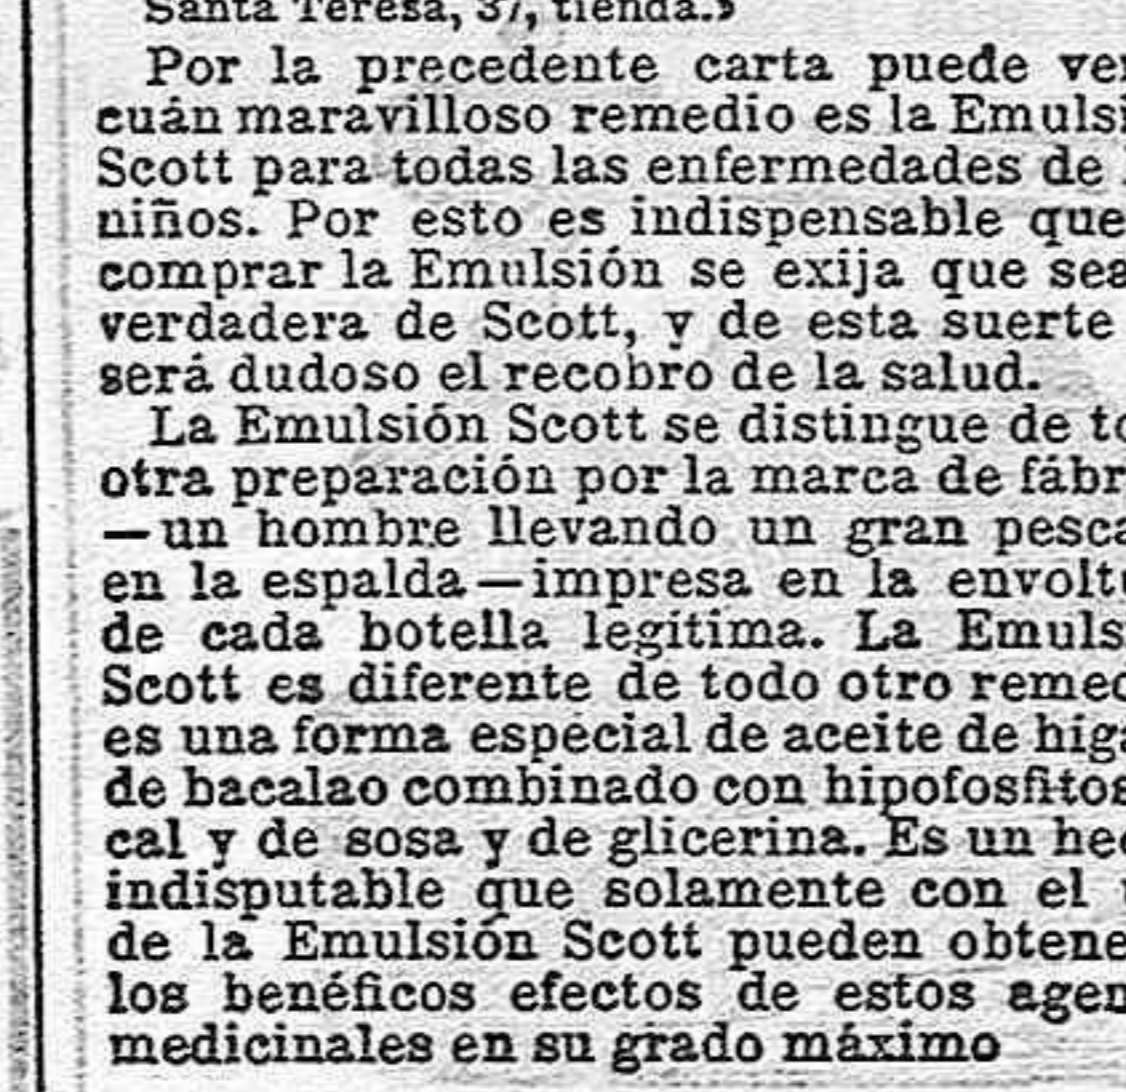 Santa Teresa, 37, tienda.»
Por la precedente carta puede ver
cuán maravilloso remedio es la Emulsi
Scott para todas las enfermedades de l
niños. Por esto es indispensable que
comprar la Emulsión se exija que sea
verdadera de Scott, y de esta suerte
será dudoso el recobro de la salud.
La Emulsión Scott se distingue de to
otra preparación por la marca de fábr
—un hombre llevando un gran pesca
en la espalda—impresa en la envoltu
de cada botella legítima. La Emuls
Scott es diferente de todo otro remed
es una forma especial de aceite de híga
de bacalao combinado con hipofosfitos
cal y de sosa y de glicerina. Es un hec
indisputable que solamente con el u
de la Emulsión Scott pueden obtene
los benéficos efectos de estos agen
medicinales en su grado máximo